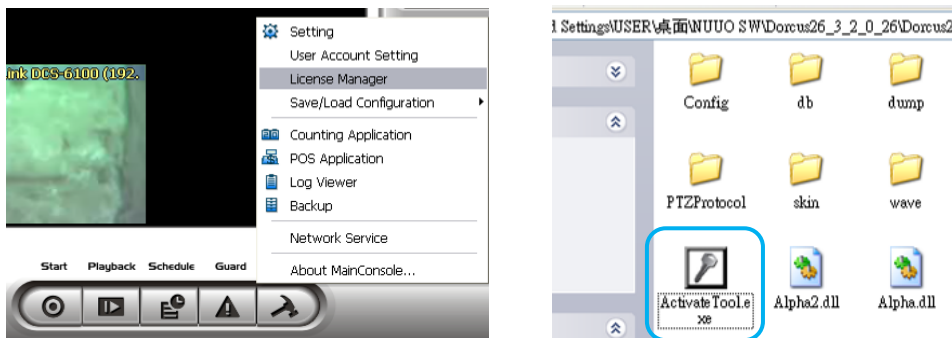 ink DCS-6100 (192.
Setting
User Account Setting
License Manager
Save/Load Configuration
Counting Application
POS Application
Log Viewer
Backup
Network Service
About MainConsole...
Start Playback Schedule Guard
Settings\USER\桌面\NUUO SW\Dorcus26_3_2_0_26\Dorcus2
Config db dump
PTZProtocol skin wave
ActivateTool.e Alpha2.dll Alpha.dll
xe